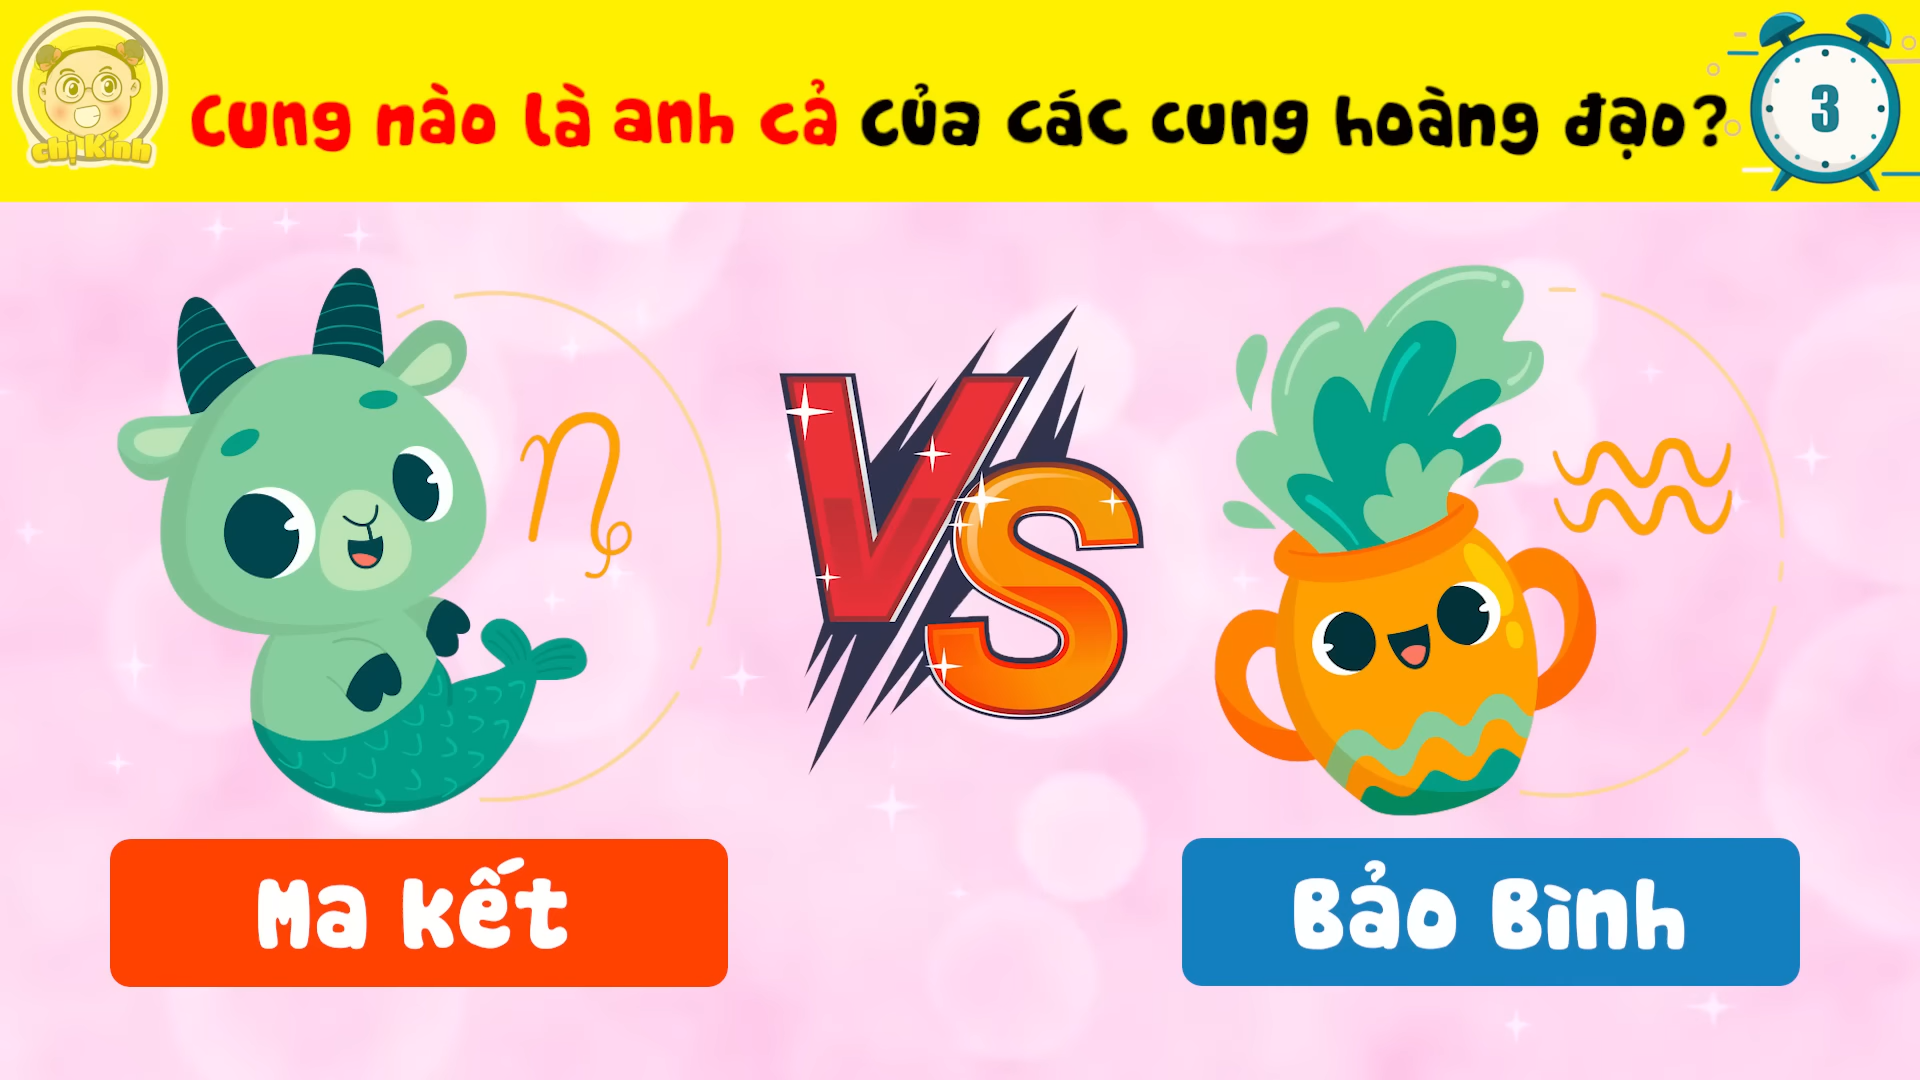 chị Kính
Cung nào là anh cả của các cung hoàng đạo?
3
VS
Ma kết
Bảo Bình